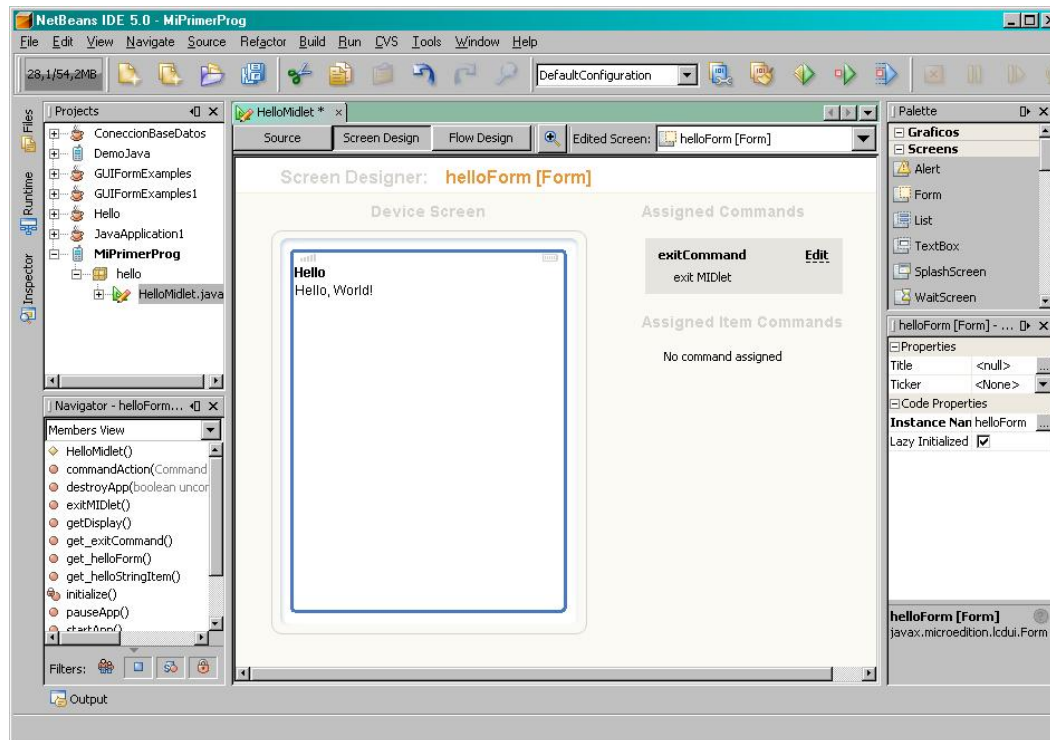 NetBeans IDE 5.0 - MiPrimerProg
File Edit View Navigate Source Refactor Build Run CVS Tools Window Help
28,1/54,2MB
DefaultConfiguration
Files
Runtime
Inspector
Projects
ConeccionBaseDatos
DemoJava
GUIFormExamples
GUIFormExamples1
Hello
JavaApplication1
MiPrimerProg
hello
HelloMidlet.java
Navigator - helloForm...
Members View
HelloMidlet()
commandAction(Command
destroyApp(boolean uncor
exitMIDlet()
getDisplay()
get_exitCommand()
get_helloForm()
get_helloStringItem()
initialize()
pauseApp()
startApp()
Filters:
Output
HelloMidlet *
Source Screen Design Flow Design Edited Screen: helloForm [Form]
Screen Designer: helloForm [Form]
Device Screen
Hello
Hello, World!
Assigned Commands
exitCommand Edit
exit MIDlet
Assigned Item Commands
No command assigned
Palette
Graficos
Screens
Alert
Form
List
TextBox
SplashScreen
WaitScreen
helloForm [Form] - ...
Properties
Title <null> ...
Ticker <None>
Code Properties
Instance Nan helloForm ...
Lazy Initialized
helloForm [Form]
javax.microedition.lcdui.Form